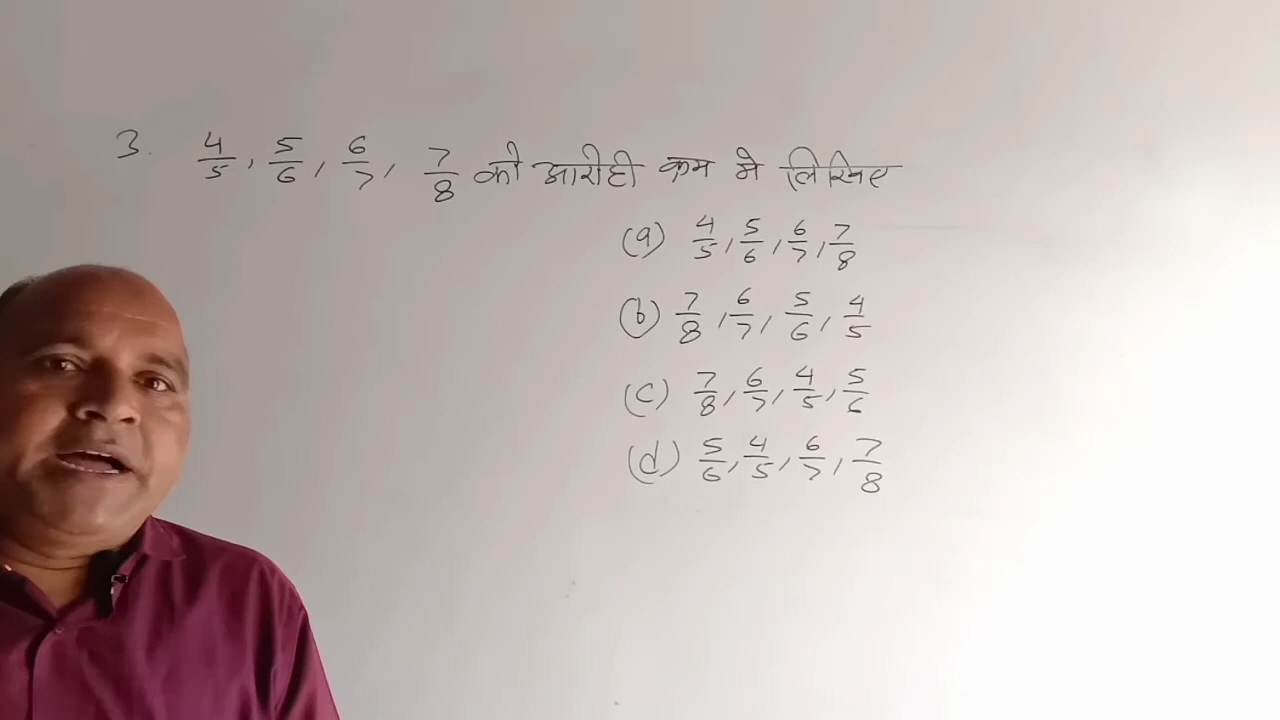 3. 4/5, 5/6, 6/7, 7/8 को आरोही क्रम मे लिखिए
(a) 4/5, 5/6, 6/7, 7/8
(b) 7/8, 6/7, 5/6, 4/5
(c) 7/8, 6/7, 4/5, 5/6
(d) 5/6, 4/5, 6/7, 7/8